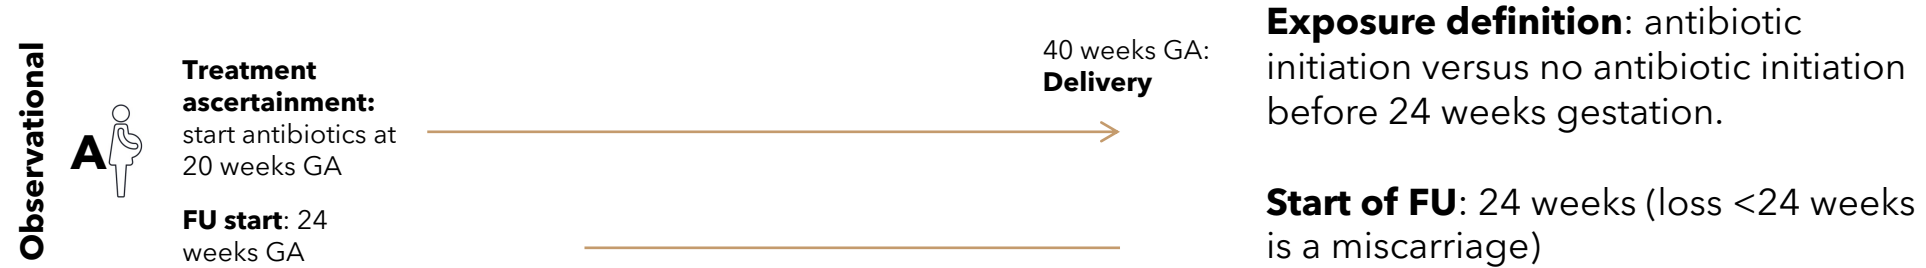 Observational
A
Treatment
ascertainment:
start antibiotics at
20 weeks GA
FU start: 24
weeks GA
40 weeks GA:
Delivery
Exposure definition: antibiotic
initiation versus no antibiotic initiation
before 24 weeks gestation.
Start of FU: 24 weeks (loss <24 weeks
is a miscarriage)